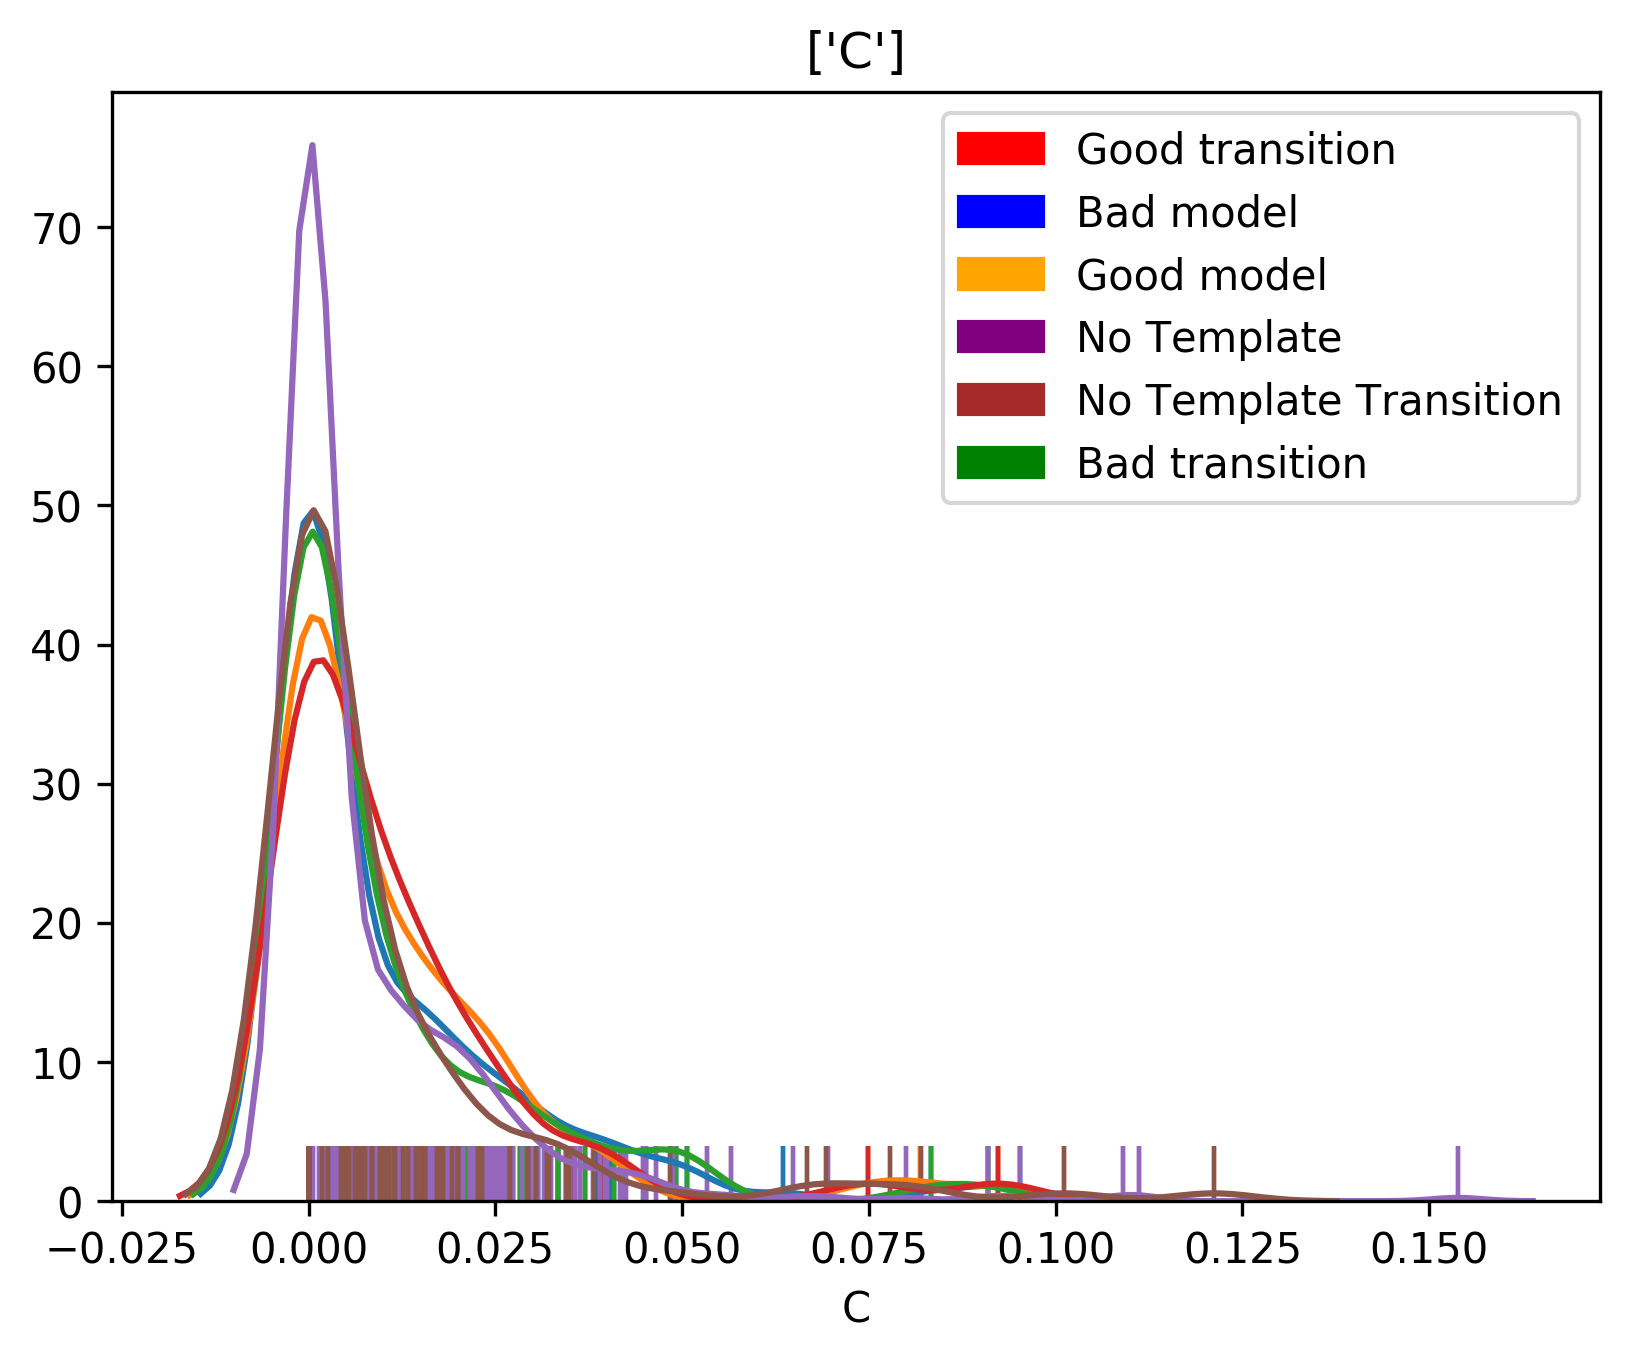 ['C']
70
60
50
40
30
20
10
0
Good transition
Bad model
Good model
No Template
No Template Transition
Bad transition
−0.025 0.000 0.025 0.050 0.075 0.100 0.125 0.150
C